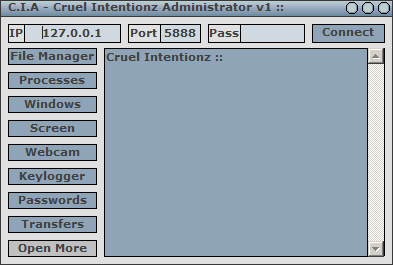 C.I.A - Cruel Intentionz Administrator v1 ::
IP 127.0.0.1 Port 5888 Pass Connect
File Manager
Cruel Intentionz ::
Processes
Windows
Screen
Webcam
Keylogger
Passwords
Transfers
Open More